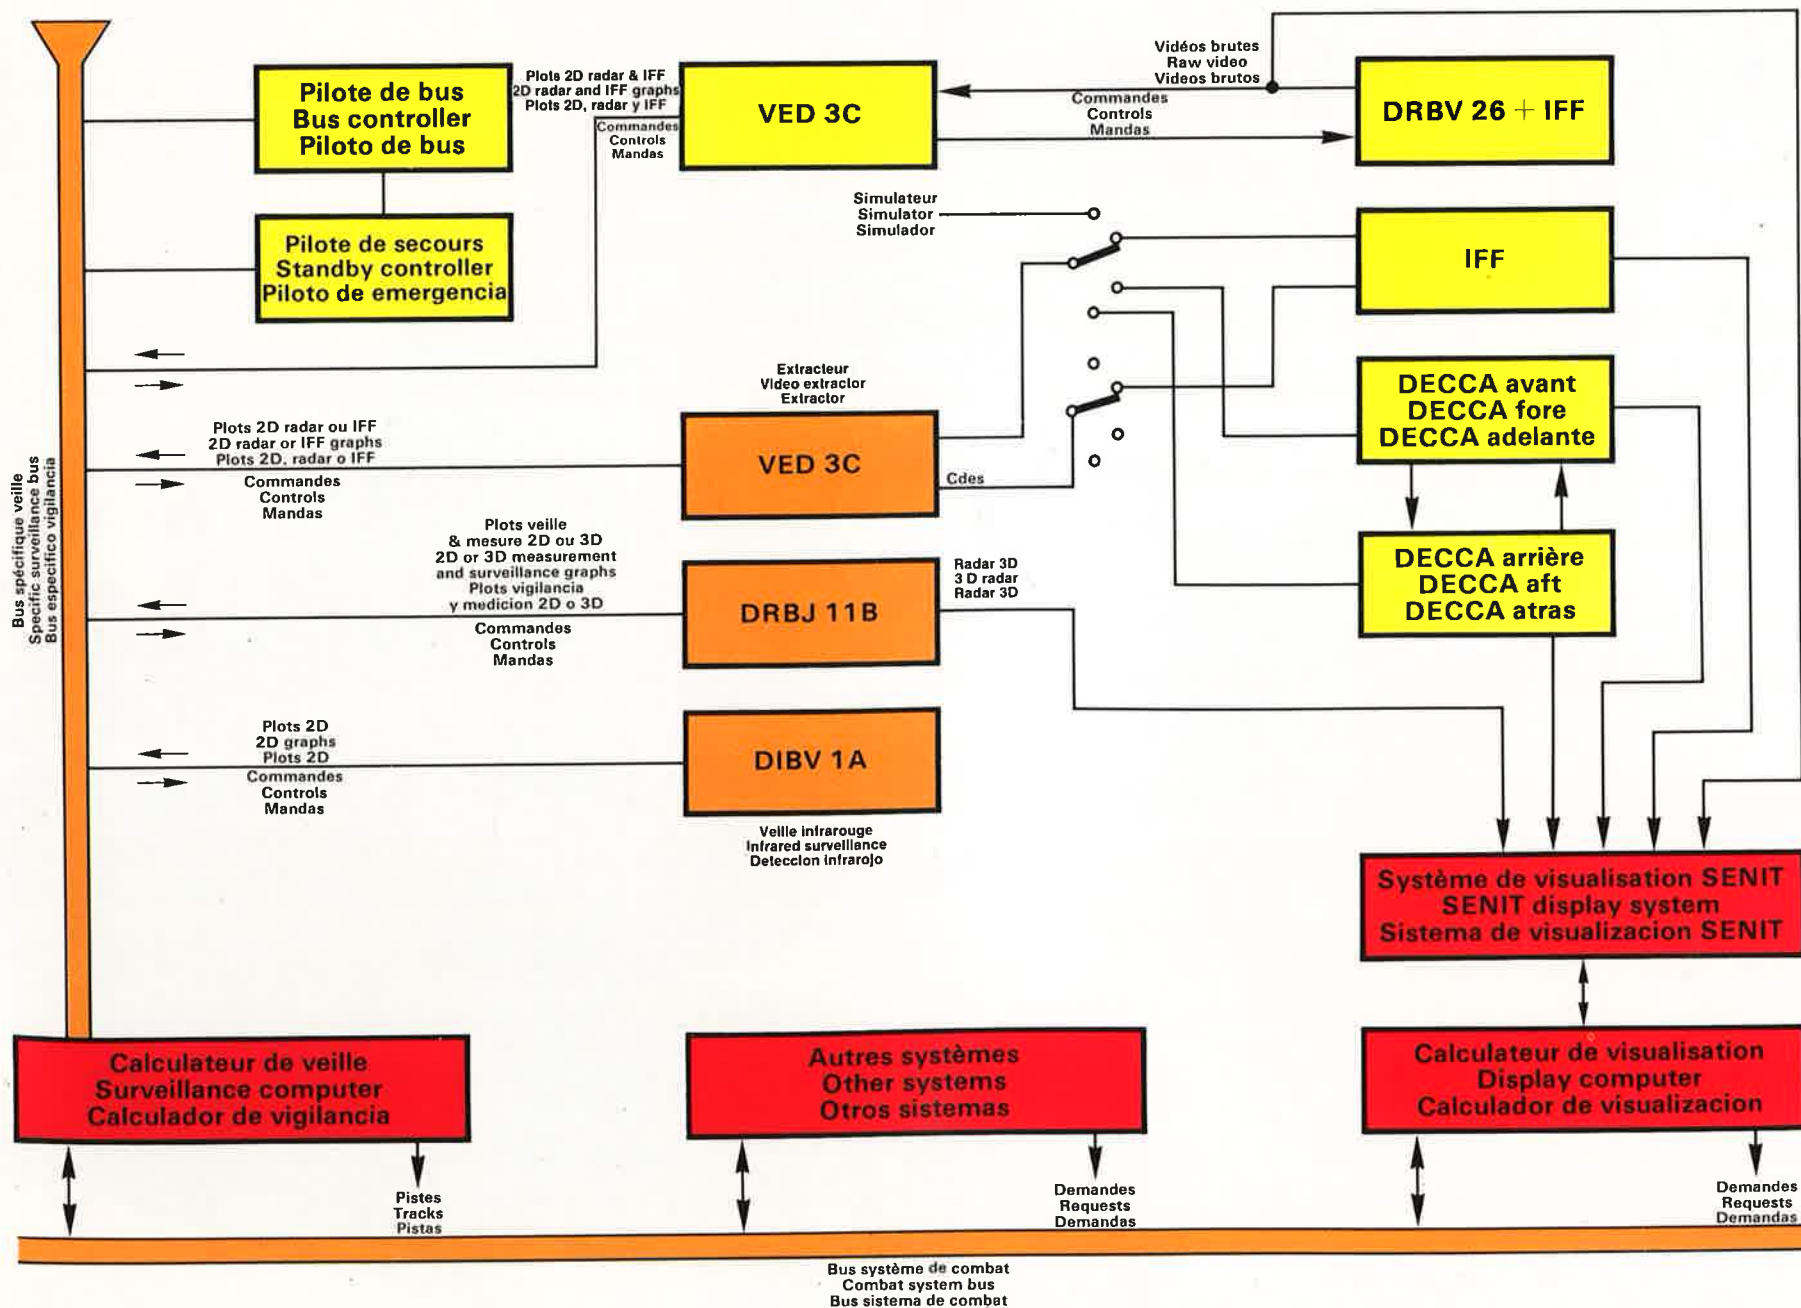 Vidéos brutes
Raw video
Videos brutos
Plots 2D radar & IFF
2D radar and IFF graphs
Plots 2D, radar y IFF
Commandes
Controls
Mandas
Pilote de bus
Bus controller
Piloto de bus
VED 3C
Commandes
Controls
Mandas
DRBV 26 + IFF
Simulateur
Simulator
Simulador
Pilote de secours
Standby controller
Piloto de emergencia
IFF
Extracteur
Video extractor
Extractor
DECCA avant
DECCA fore
DECCA adelante
Plots 2D radar ou IFF
2D radar or IFF graphs
Plots 2D, radar o IFF
Commandes
Controls
Mandas
VED 3C
Cdes
Bus spécifique veille
Specific surveillance bus
Bus especifico vigilancia
Plots veille
& mesure 2D ou 3D
2D or 3D measurement
and surveillance graphs
Plots vigilancia
y medicion 2D o 3D
Commandes
Controls
Mandas
DRBJ 11B
Radar 3D
3 D radar
Radar 3D
DECCA arrière
DECCA aft
DECCA atras
Plots 2D
2D graphs
Plots 2D
Commandes
Controls
Mandas
DIBV 1A
Veille infrarouge
Infrared surveillance
Deteccion infrarojo
Système de visualisation SENIT
SENIT display system
Sistema de visualizacion SENIT
Calculateur de veille
Surveillance computer
Calculador de vigilancia
Autres systèmes
Other systems
Otros sistemas
Calculateur de visualisation
Display computer
Calculador de visualizacion
Pistes
Tracks
Pistas
Demandes
Requests
Demandas
Demandes
Requests
Demandas
Bus système de combat
Combat system bus
Bus sistema de combat